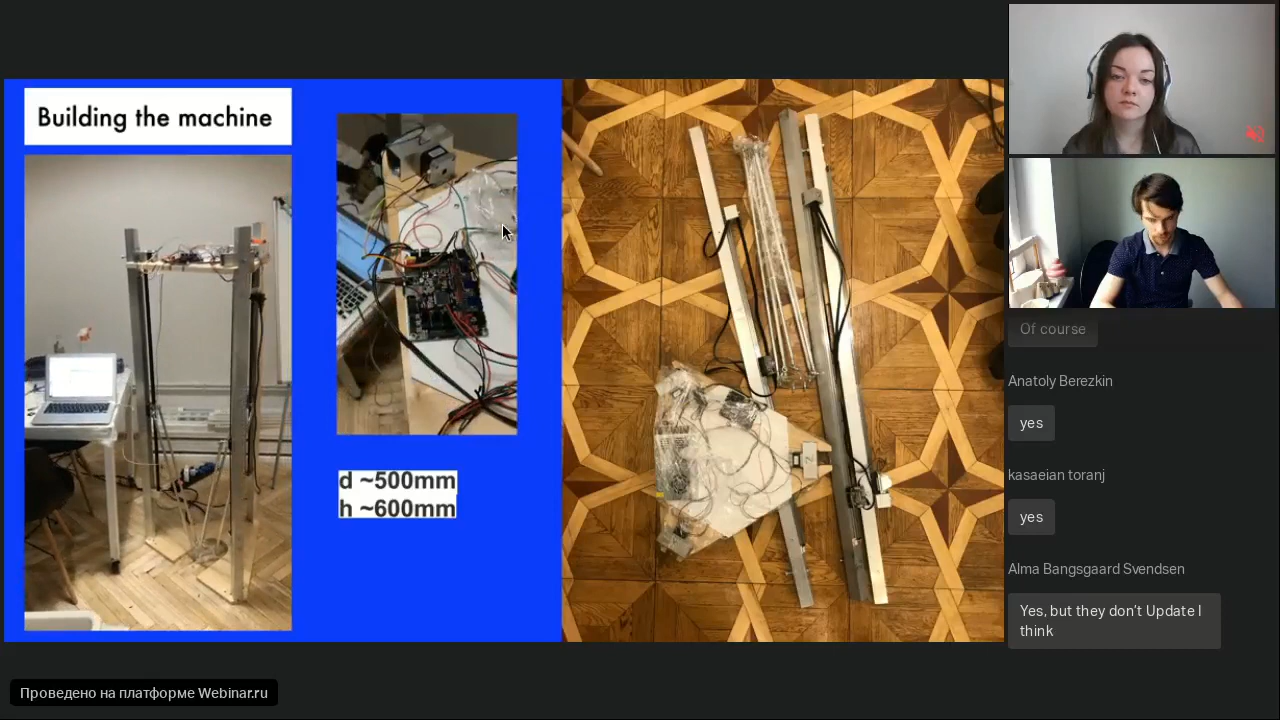 Building the machine
d ~500mm
h ~600mm
Of course
Anatoly Berezkin
yes
kasaeian toranj
yes
Alma Bangsgaard Svendsen
Yes, but they don't Update I
think
Проведено на платформе Webinar.ru